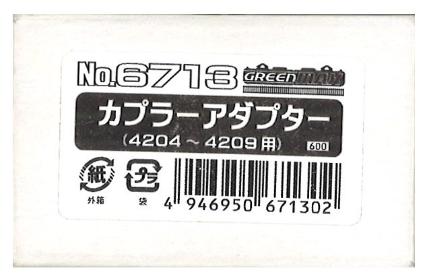 No.6713 GREENMAX
カプラーアダプター
(4204～4209用) 600
紙 プラ
外箱 袋
4 946950 671302